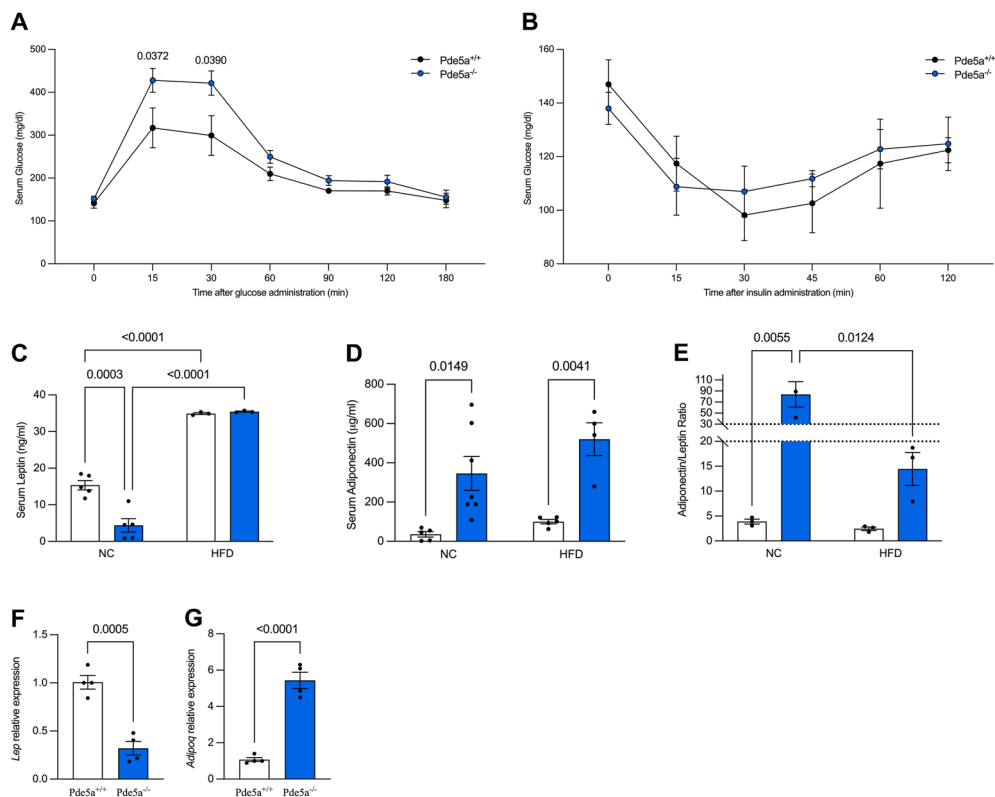 A
B
500
400
300
200
100
0
Serum Glucose (mg/dl)
0.0372
0.0390
Pde5a+/+
Pde5a-/-
0 15 30 60 90 120 180
Time after glucose administration (min)
160
140
120
100
80
Serum Glucose (mg/dl)
Pde5a+/+
Pde5a-/-
0 15 30 45 60 120
Time after insulin administration (min)
C
<0.0001
0.0003
<0.0001
40
30
20
10
0
Serum Leptin (ng/ml)
NC HFD
D
0.0149
0.0041
800
600
400
200
0
Serum Adiponectin (µg/ml)
NC HFD
E
0.0055
0.0124
110
90
70
50
30
20
15
10
5
0
Adiponectin/Leptin Ratio
NC HFD
F
0.0005
1.5
1.0
0.5
0.0
Lep relative expression
Pde5a+/+ Pde5a-/-
G
<0.0001
8
6
4
2
0
Adipoq relative expression
Pde5a+/+ Pde5a-/-